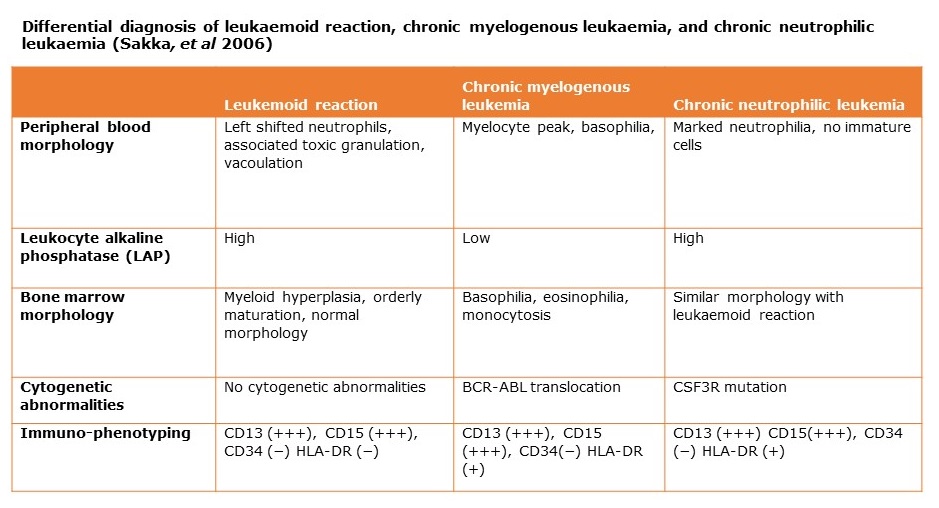 Differential diagnosis of leukaemoid reaction, chronic myelogenous leukaemia, and chronic neutrophilic
leukaemia (Sakka, et al 2006)
Leukemoid reaction
Chronic myelogenous
leukemia
Chronic neutrophilic leukemia
Peripheral blood
morphology
Left shifted neutrophils,
associated toxic granulation,
vacoulation
Myelocyte peak, basophilia,
Marked neutrophilia, no immature
cells
Leukocyte alkaline
phosphatase (LAP)
High
Low
High
Bone marrow
morphology
Myeloid hyperplasia, orderly
maturation, normal
morphology
Basophilia, eosinophilia,
monocytosis
Similar morphology with
leukaemoid reaction
Cytogenetic
abnormalities
No cytogenetic abnormalities
BCR-ABL translocation
CSF3R mutation
Immuno-phenotyping
CD13 (+++), CD15 (+++),
CD34 (−) HLA-DR (−)
CD13 (+++), CD15
(+++), CD34(−) HLA-DR
(+)
CD13 (+++) CD15(+++), CD34
(−) HLA-DR (+)